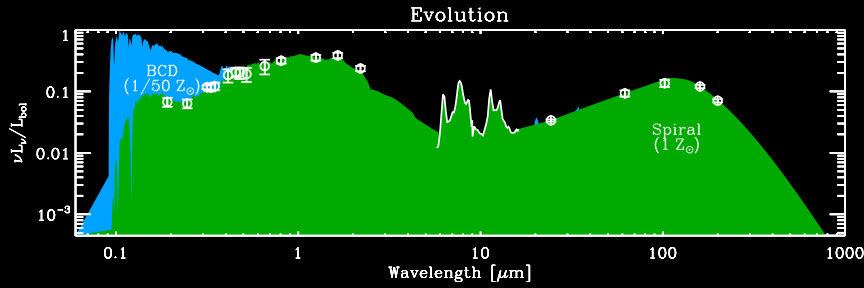 Evolution
1
0.1
0.01
10⁻³
νLν/Lbol
BCD
(1/50 Z⊙)
Spiral
(1 Z⊙)
0.1 1 10 100 1000
Wavelength [μm]